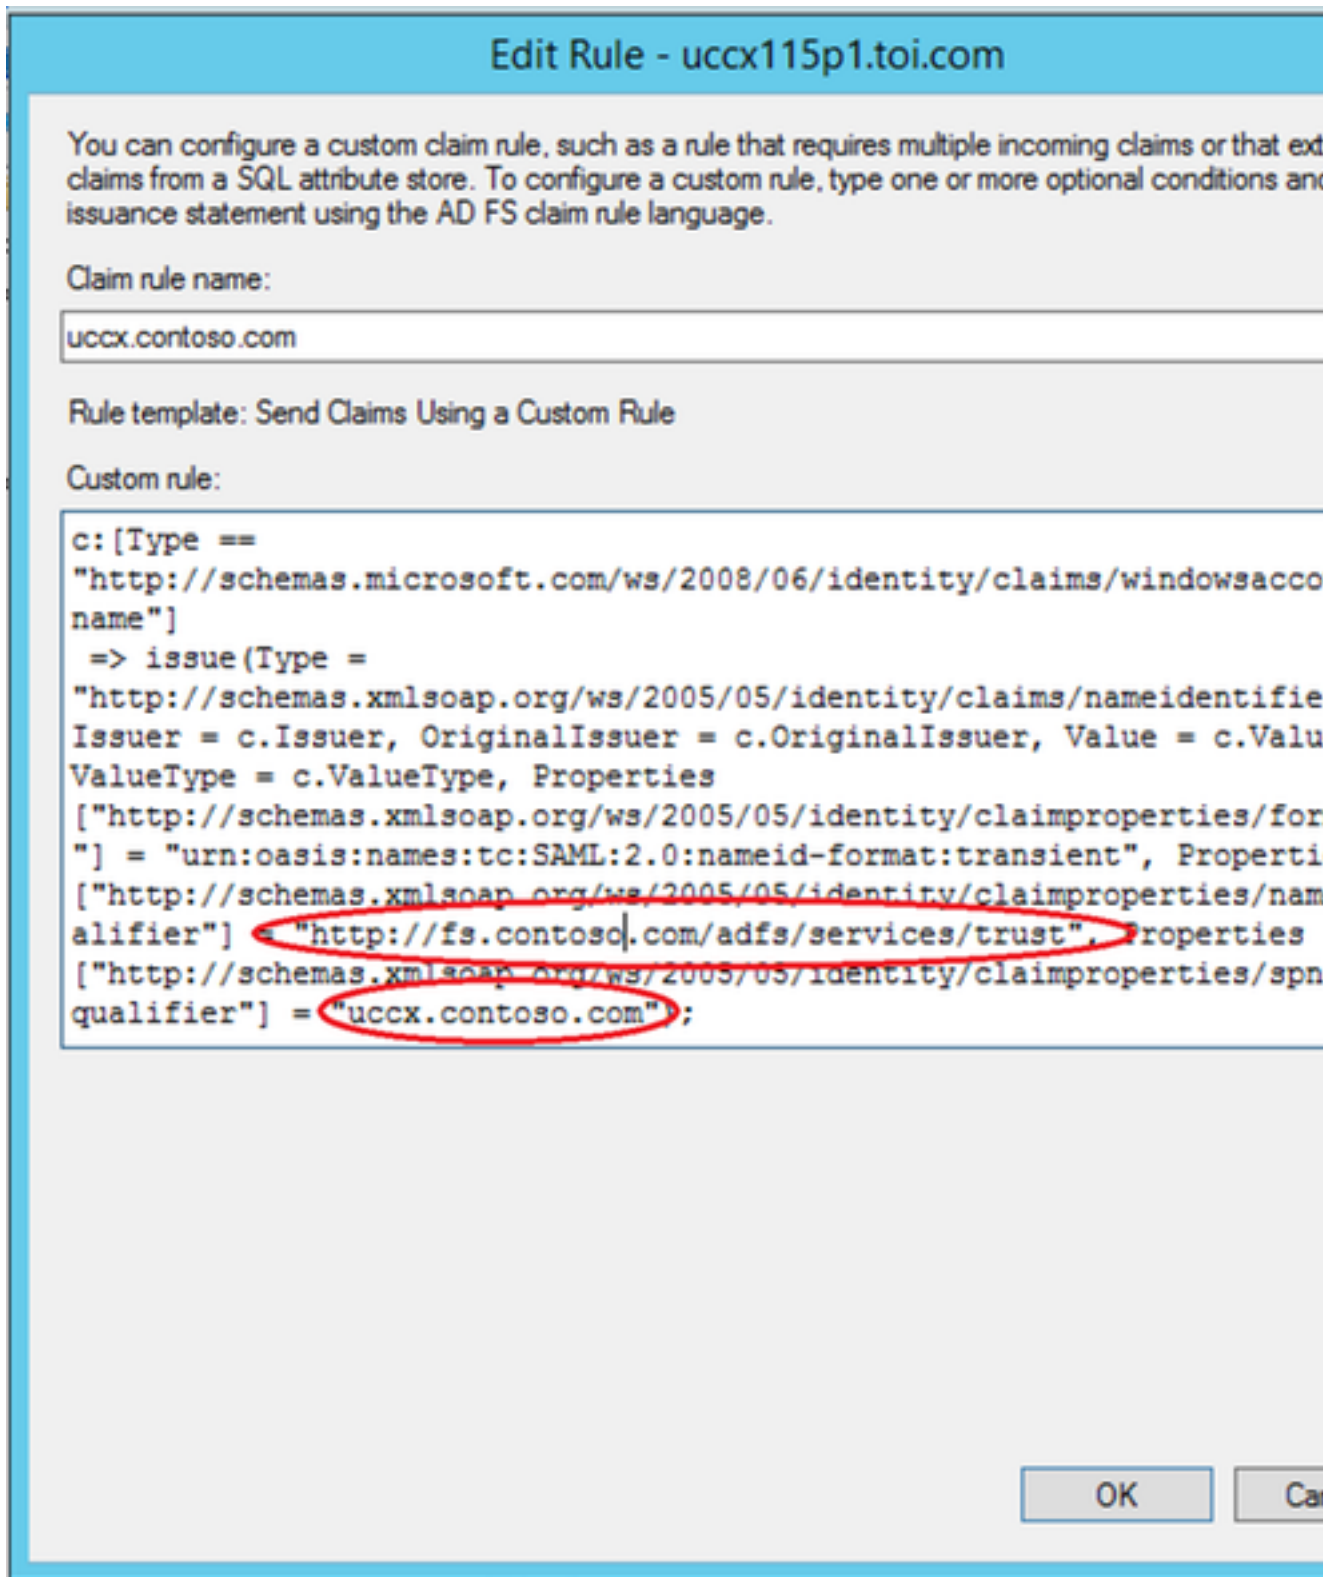 Edit Rule - uccx115p1.toi.com
You can configure a custom claim rule, such as a rule that requires multiple incoming claims or that ext
claims from a SQL attribute store. To configure a custom rule, type one or more optional conditions and
issuance statement using the AD FS claim rule language.
Claim rule name:
uccx.contoso.com
Rule template: Send Claims Using a Custom Rule
Custom rule:
c:[Type ==
"http://schemas.microsoft.com/ws/2008/06/identity/claims/windowsacco
name"]
=> issue(Type =
"http://schemas.xmlsoap.org/ws/2005/05/identity/claims/nameidentifie
Issuer = c.Issuer, OriginalIssuer = c.OriginalIssuer, Value = c.Valu
ValueType = c.ValueType, Properties
["http://schemas.xmlsoap.org/ws/2005/05/identity/claimproperties/for
"] = "urn:oasis:names:tc:SAML:2.0:nameid-format:transient", Properti
["http://schemas.xmlsoap.org/ws/2005/05/identity/claimproperties/nam
alifier"] = "http://fs.contoso.com/adfs/services/trust", Properties
["http://schemas.xmlsoap.org/ws/2005/05/identity/claimproperties/spn
qualifier"] = "uccx.contoso.com");
OK
Ca